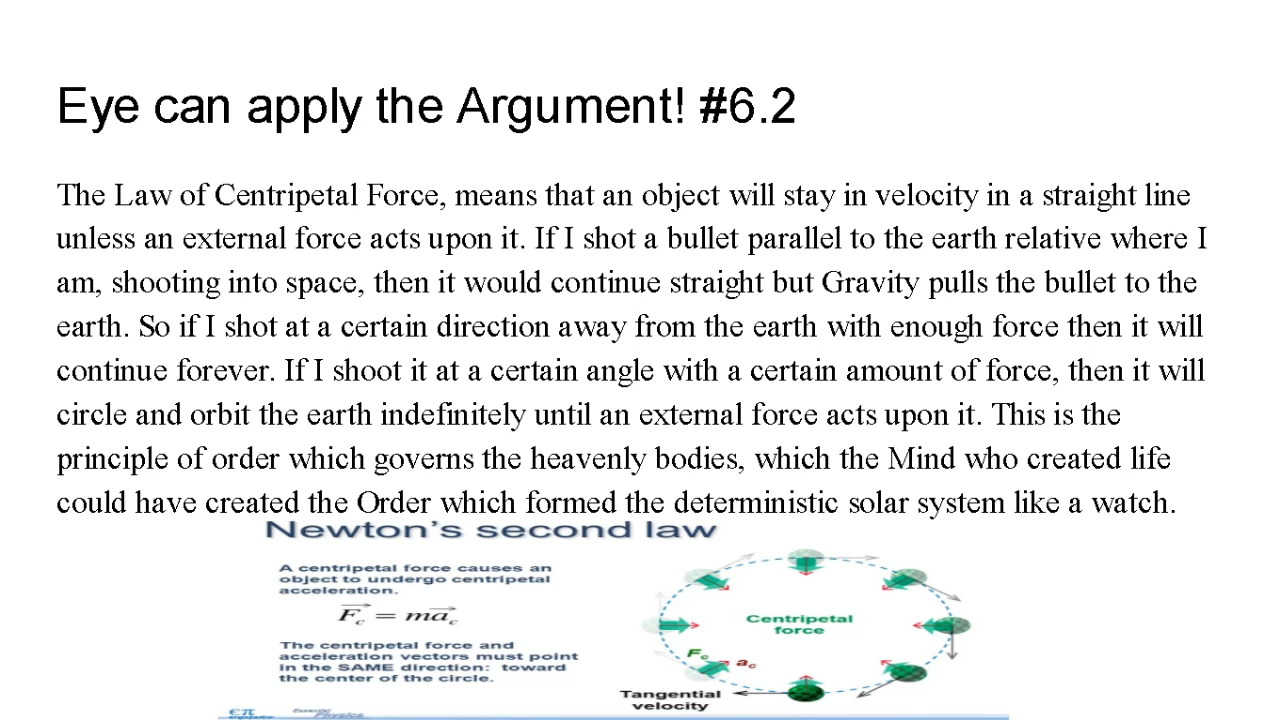 Eye can apply the Argument! #6.2
The Law of Centripetal Force, means that an object will stay in velocity in a straight line
unless an external force acts upon it. If I shot a bullet parallel to the earth relative where I
am, shooting into space, then it would continue straight but Gravity pulls the bullet to the
earth. So if I shot at a certain direction away from the earth with enough force then it will
continue forever. If I shoot it at a certain angle with a certain amount of force, then it will
circle and orbit the earth indefinitely until an external force acts upon it. This is the
principle of order which governs the heavenly bodies, which the Mind who created life
could have created the Order which formed the deterministic solar system like a watch.
Newton's second law
A centripetal force causes an
object to undergo centripetal
acceleration.
F_c = ma_c
The centripetal force and
acceleration vectors must point
in the SAME direction: toward
the center of the circle.
Centripetal
force
F_c
a_c
Tangential
velocity
επ
Essential
Physics